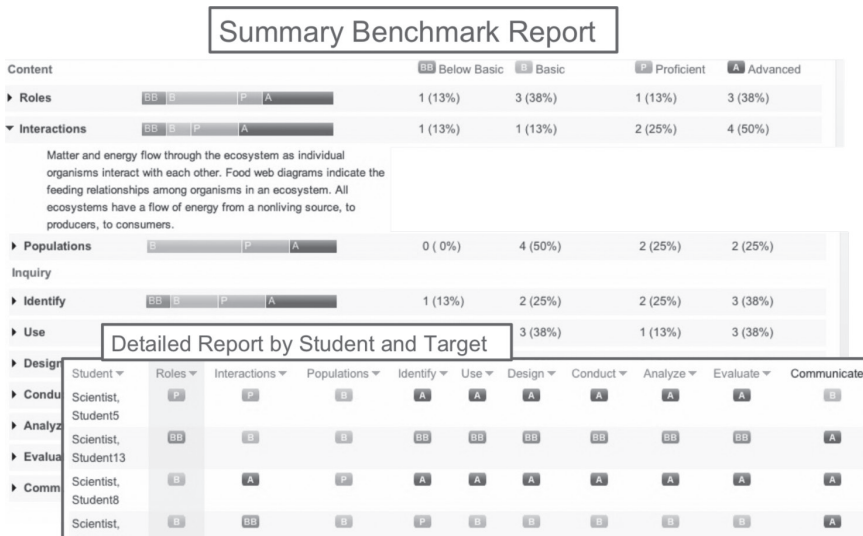 Summary Benchmark Report
Content BB Below Basic B Basic P Proficient A Advanced
Roles BB B P A 1 (13%) 3 (38%) 1 (13%) 3 (38%)
Interactions BB B P A 1 (13%) 1 (13%) 2 (25%) 4 (50%)
Matter and energy flow through the ecosystem as individual
organisms interact with each other. Food web diagrams indicate the
feeding relationships among organisms in an ecosystem. All
ecosystems have a flow of energy from a nonliving source, to
producers, to consumers.
Populations B P A 0 ( 0%) 4 (50%) 2 (25%) 2 (25%)
Inquiry
Identify BB B P A 1 (13%) 2 (25%) 2 (25%) 3 (38%)
Use 3 (38%) 1 (13%) 3 (38%)
Design
Condu
Analyz
Evalua
Comm
Detailed Report by Student and Target
Student Roles Interactions Populations Identify Use Design Conduct Analyze Evaluate Communicate
Scientist, P P B A A A A A A B
Student5
Scientist, BB B B BB BB BB BB BB BB A
Student13
Scientist, B A P A A A A A A A
Student8
Scientist, B BB B P B B B B B A